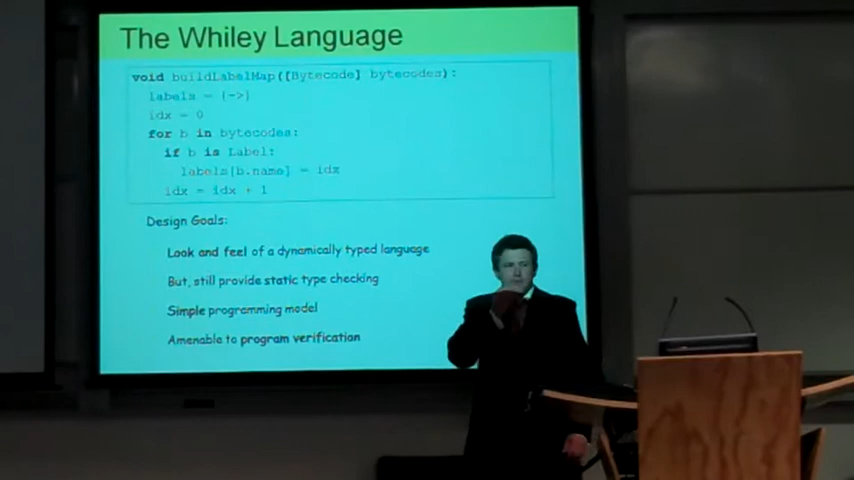 The Whiley Language
void buildLabelMap([Bytecode] bytecodes):
labels = {->}
idx = 0
for b in bytecodes:
if b is Label:
labels[b.name] = idx
idx = idx + 1
Design Goals:
Look and feel of a dynamically typed language
But, still provide static type checking
Simple programming model
Amenable to program verification